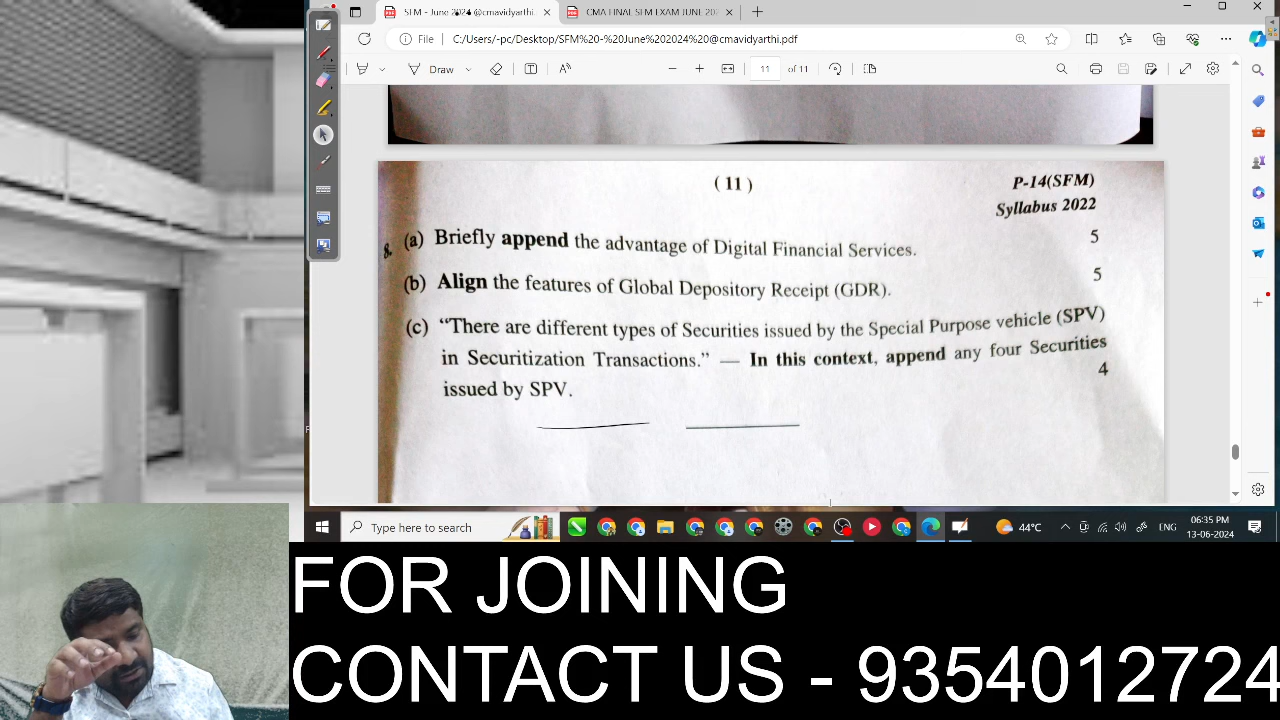 SFM - June 2024 @cmavidyarthi.
CMA FINAL SFM EXAM JUNE 202
File
C:/Users/-pc/Desktop/SFM%20-%20June%202024%20@cmavidyarthi.pdf
Draw
11 of 11
( 11 )
P-14(SFM)
Syllabus 2022
8. (a) Briefly append the advantage of Digital Financial Services. 5
(b) Align the features of Global Depository Receipt (GDR). 5
(c) “There are different types of Securities issued by the Special Purpose vehicle (SPV)
in Securitization Transactions.” — In this context, append any four Securities
issued by SPV. 4
Type here to search
44°C
ENG
06:35 PM
13-06-2024
FOR JOINING
CONTACT US - 9354012724